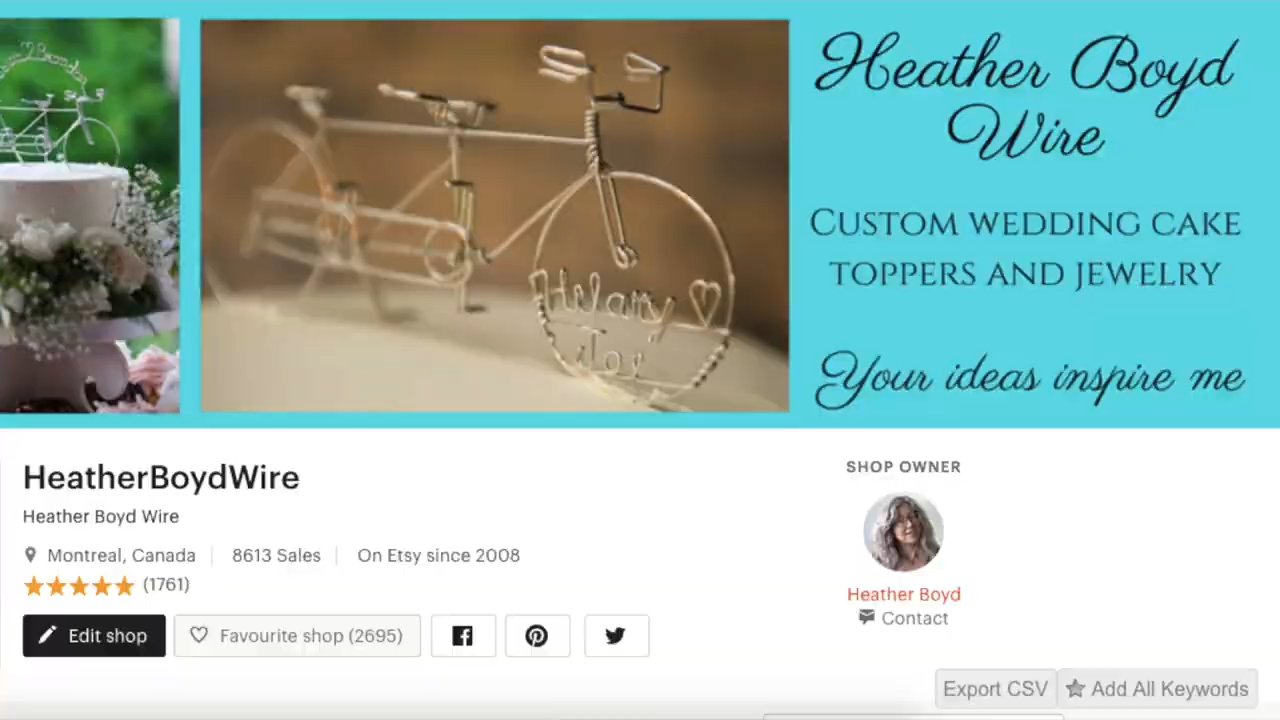 Heather Boyd
Wire
CUSTOM WEDDING CAKE
TOPPERS AND JEWELRY
Your ideas inspire me
Hilary
Joe
HeatherBoydWire
Heather Boyd Wire
Montreal, Canada
8613 Sales
On Etsy since 2008
(1761)
Edit shop
Favourite shop (2695)
SHOP OWNER
Heather Boyd
Contact
Export CSV
Add All Keywords